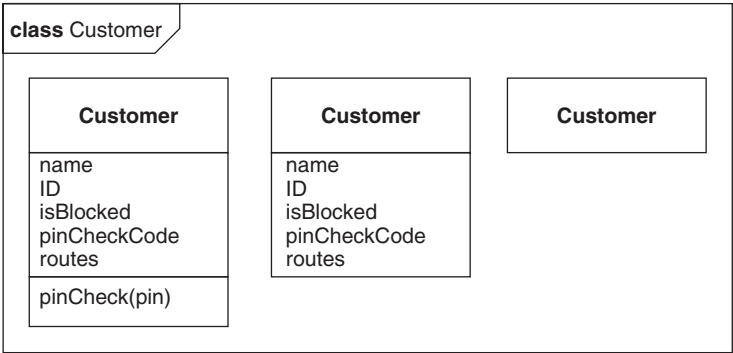 class Customer
Customer
name
ID
isBlocked
pinCheckCode
routes
pinCheck(pin)
Customer
name
ID
isBlocked
pinCheckCode
routes
Customer